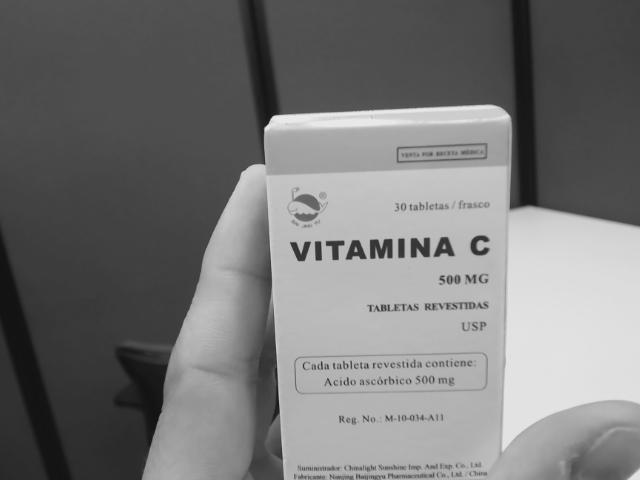 VENTA POR RECETA MÉDICA
®
30 tabletas / frasco
VITAMINA C
500 MG
TABLETAS REVESTIDAS
USP
Cada tableta revestida contiene:
Acido ascórbico 500 mg
Reg. No.: M-10-034-A11
Suministrador: Chinalight Sunshine Imp. And Exp. Co., Ltd.
Fabricante: Nanjing Baijingyu Pharmaceutical Co., Ltd. / China